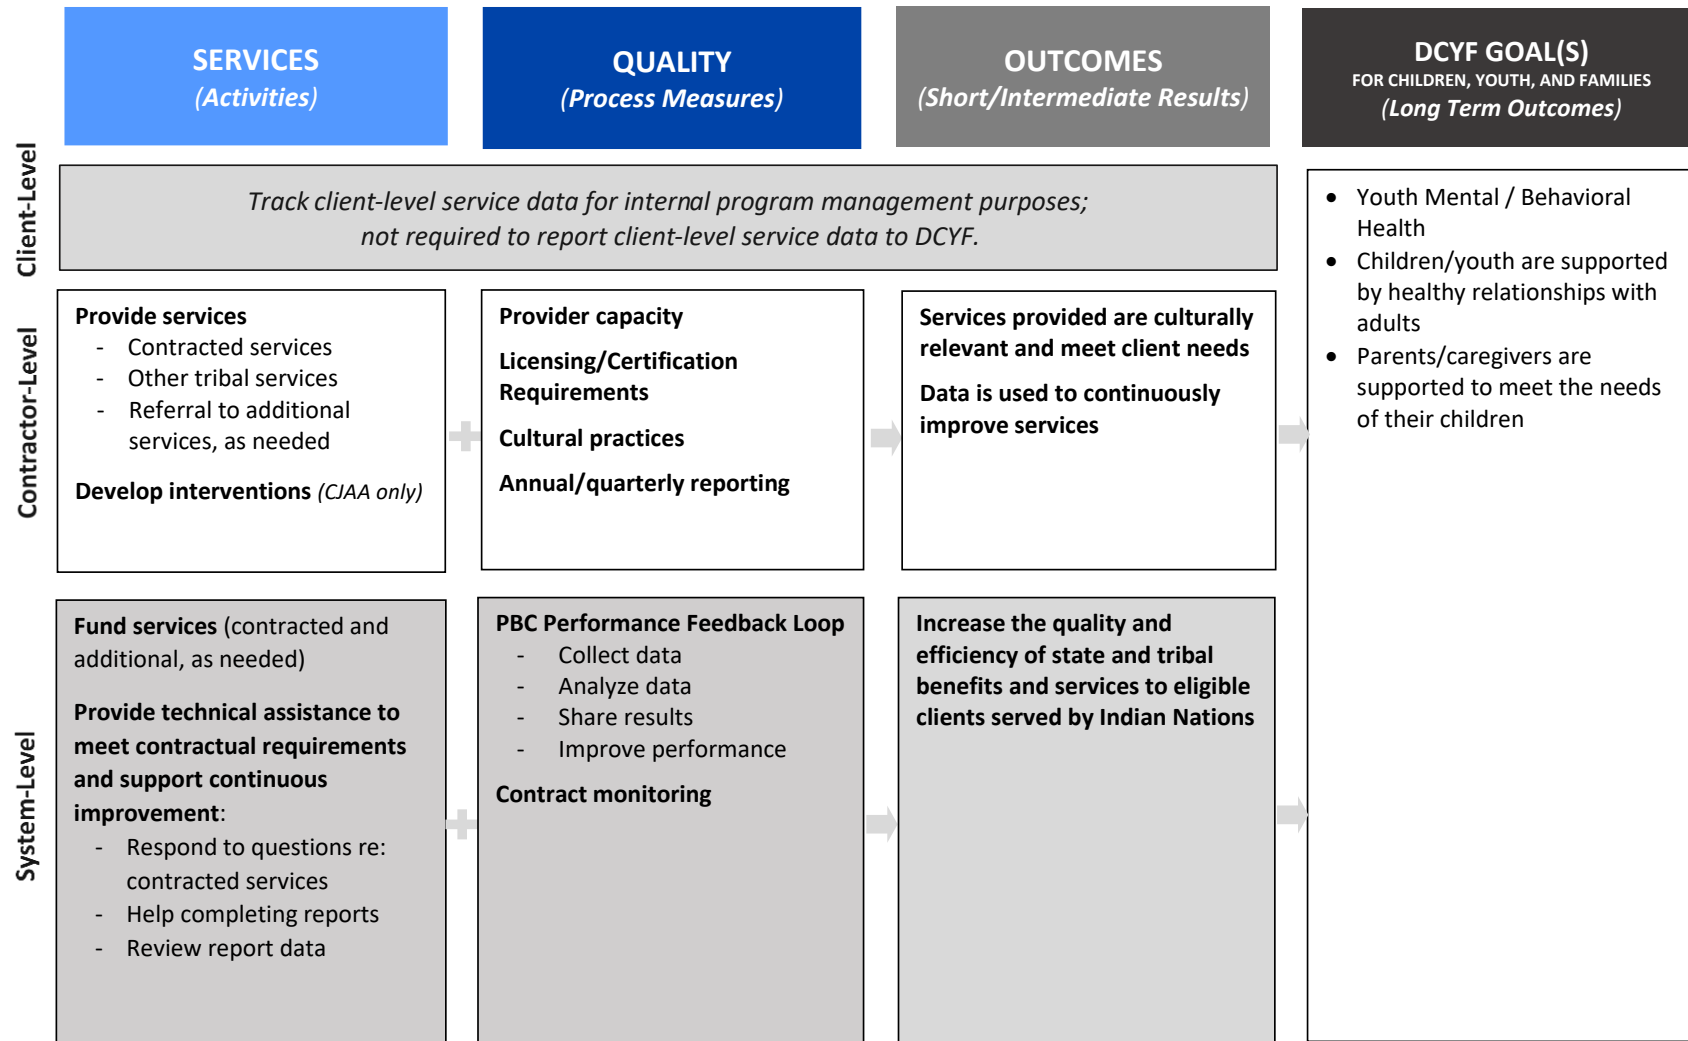 SERVICES
(Activities)
QUALITY
(Process Measures)
OUTCOMES
(Short/Intermediate Results)
DCYF GOAL(S)
FOR CHILDREN, YOUTH, AND FAMILIES
(Long Term Outcomes)
Client-Level
Track client-level service data for internal program management purposes;
not required to report client-level service data to DCYF.
Contractor-Level
Provide services
- Contracted services
- Other tribal services
- Referral to additional
services, as needed
Develop interventions (CJAA only)
Provider capacity
Licensing/Certification
Requirements
Cultural practices
Annual/quarterly reporting
Services provided are culturally
relevant and meet client needs
Data is used to continuously
improve services
• Youth Mental / Behavioral
Health
• Children/youth are supported
by healthy relationships with
adults
• Parents/caregivers are
supported to meet the needs
of their children
System-Level
Fund services (contracted and
additional, as needed)
Provide technical assistance to
meet contractual requirements
and support continuous
improvement:
- Respond to questions re:
contracted services
- Help completing reports
- Review report data
PBC Performance Feedback Loop
- Collect data
- Analyze data
- Share results
- Improve performance
Contract monitoring
Increase the quality and
efficiency of state and tribal
benefits and services to eligible
clients served by Indian Nations